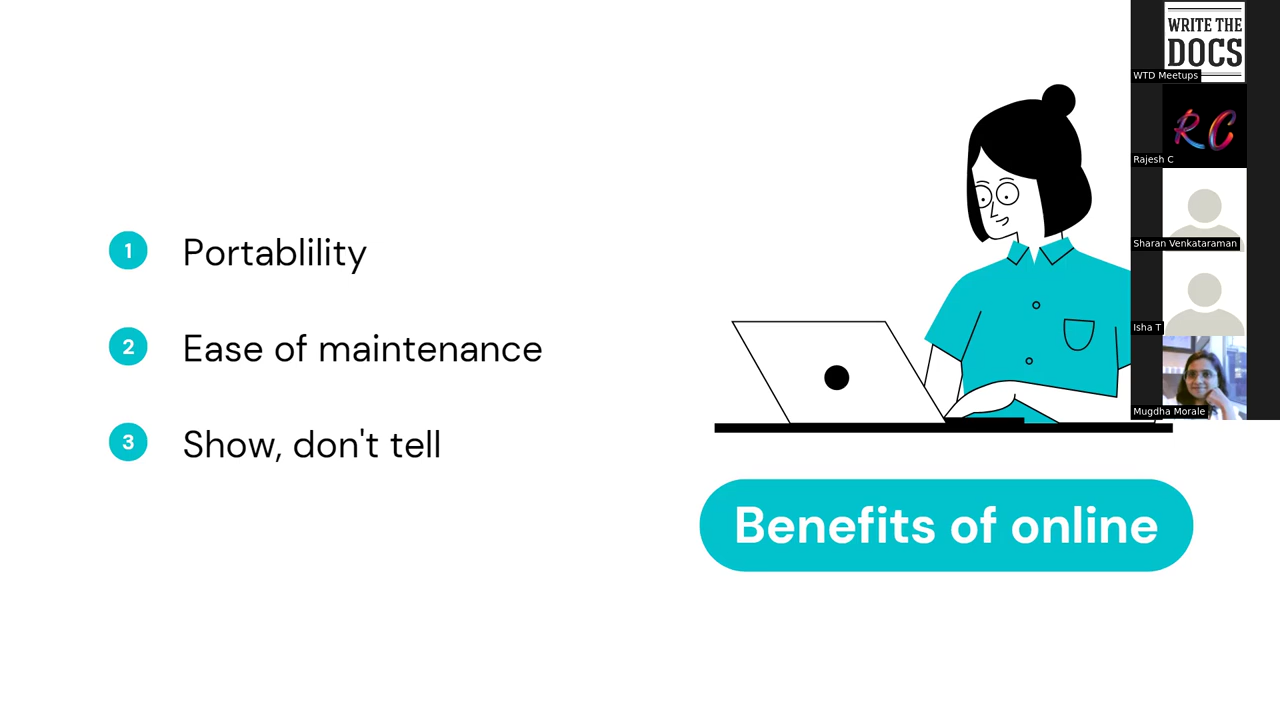 1 Portablility
2 Ease of maintenance
3 Show, don't tell
Benefits of online
WRITE THE
DOCS
WTD Meetups
RC
Rajesh C
Sharan Venkataraman
Isha T
Mugdha Morale